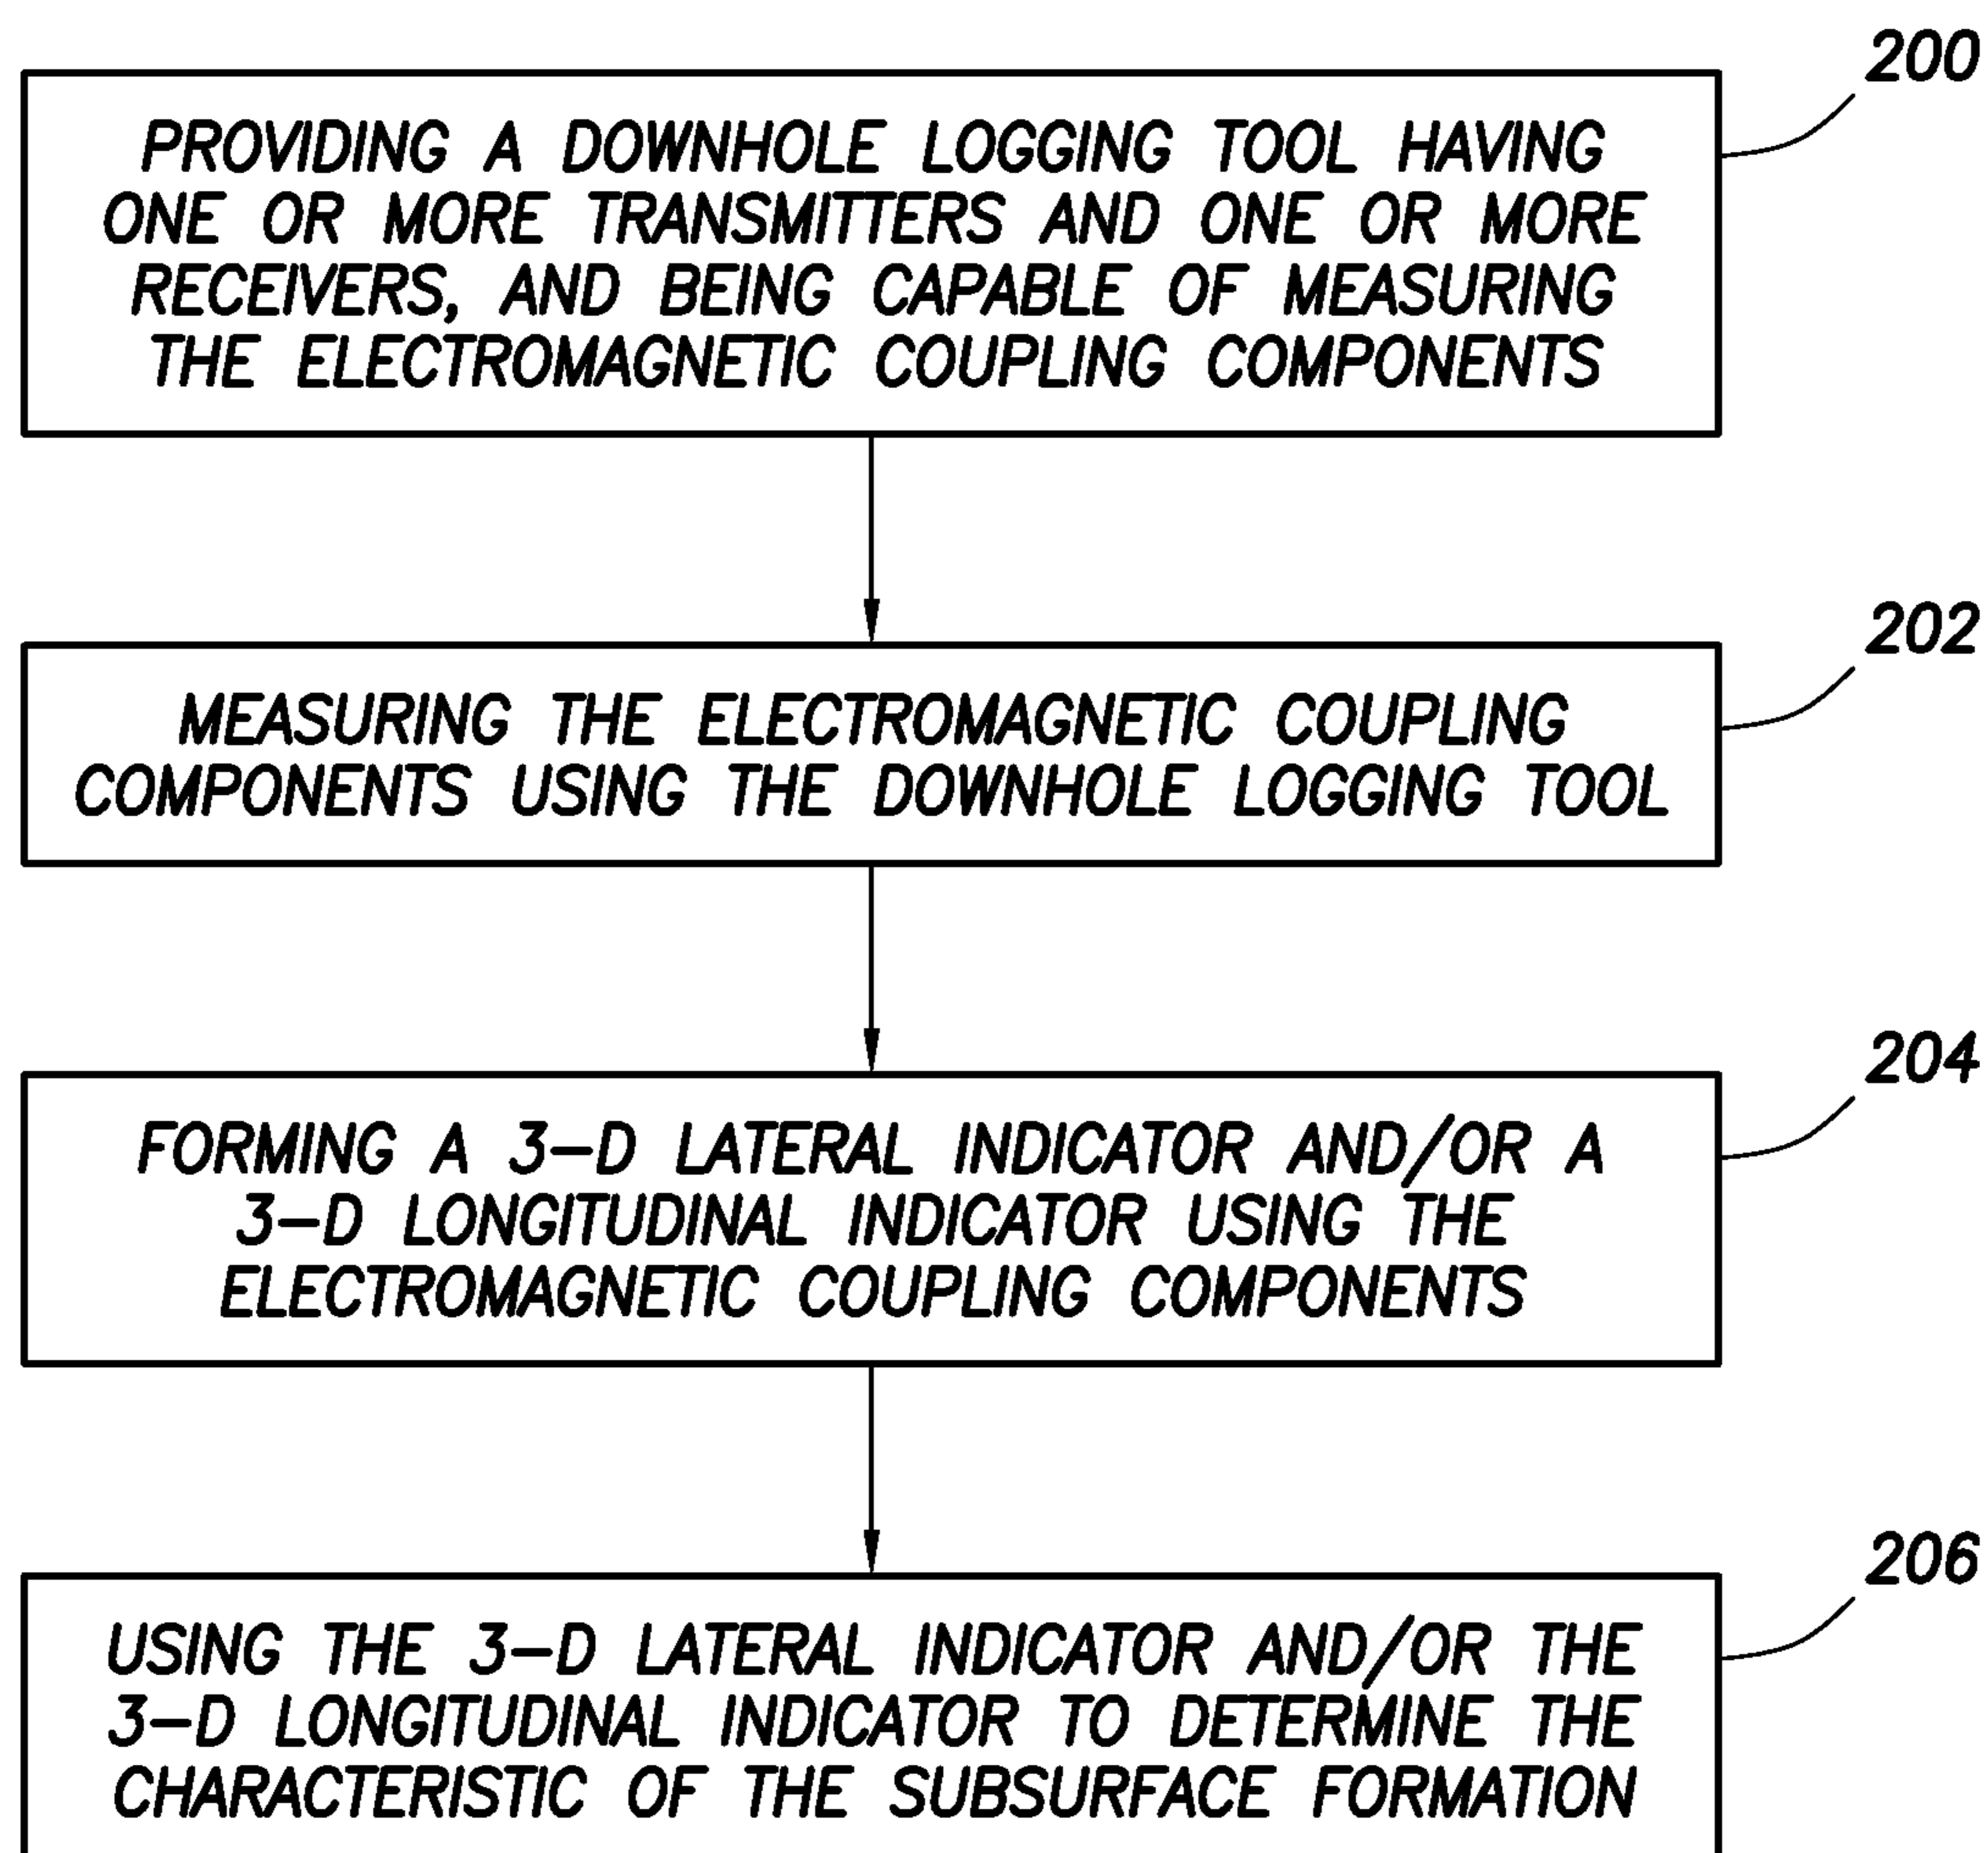 200
PROVIDING A DOWNHOLE LOGGING TOOL HAVING
ONE OR MORE TRANSMITTERS AND ONE OR MORE
RECEIVERS, AND BEING CAPABLE OF MEASURING
THE ELECTROMAGNETIC COUPLING COMPONENTS
202
MEASURING THE ELECTROMAGNETIC COUPLING
COMPONENTS USING THE DOWNHOLE LOGGING TOOL
204
FORMING A 3-D LATERAL INDICATOR AND/OR A
3-D LONGITUDINAL INDICATOR USING THE
ELECTROMAGNETIC COUPLING COMPONENTS
206
USING THE 3-D LATERAL INDICATOR AND/OR THE
3-D LONGITUDINAL INDICATOR TO DETERMINE THE
CHARACTERISTIC OF THE SUBSURFACE FORMATION